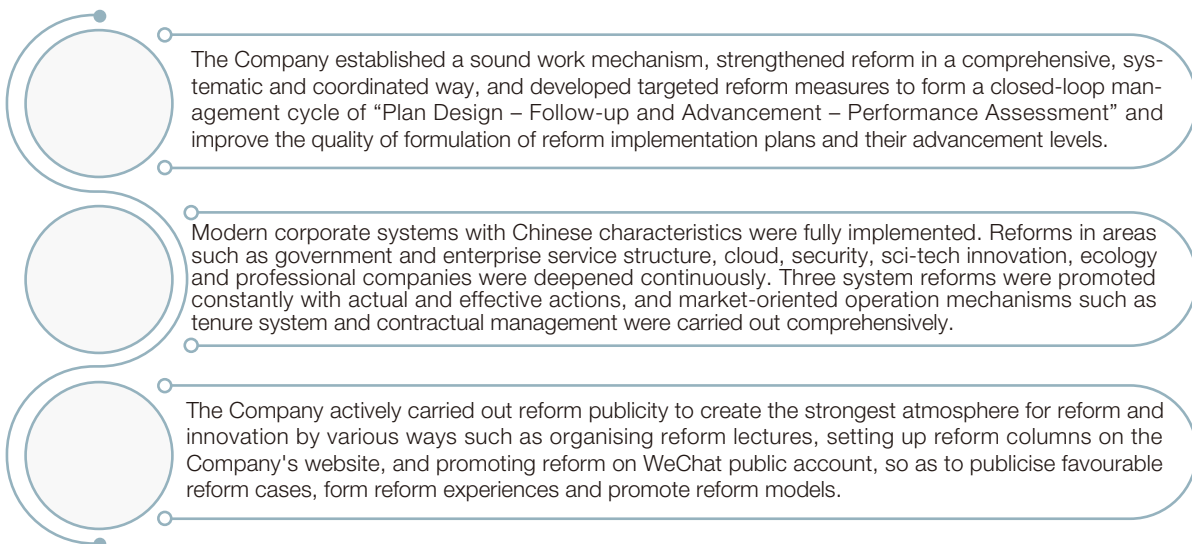 The Company established a sound work mechanism, strengthened reform in a comprehensive, sys-
tematic and coordinated way, and developed targeted reform measures to form a closed-loop man-
agement cycle of “Plan Design – Follow-up and Advancement – Performance Assessment” and
improve the quality of formulation of reform implementation plans and their advancement levels.
Modern corporate systems with Chinese characteristics were fully implemented. Reforms in areas
such as government and enterprise service structure, cloud, security, sci-tech innovation, ecology
and professional companies were deepened continuously. Three system reforms were promoted
constantly with actual and effective actions, and market-oriented operation mechanisms such as
tenure system and contractual management were carried out comprehensively.
The Company actively carried out reform publicity to create the strongest atmosphere for reform and
innovation by various ways such as organising reform lectures, setting up reform columns on the
Company's website, and promoting reform on WeChat public account, so as to publicise favourable
reform cases, form reform experiences and promote reform models.